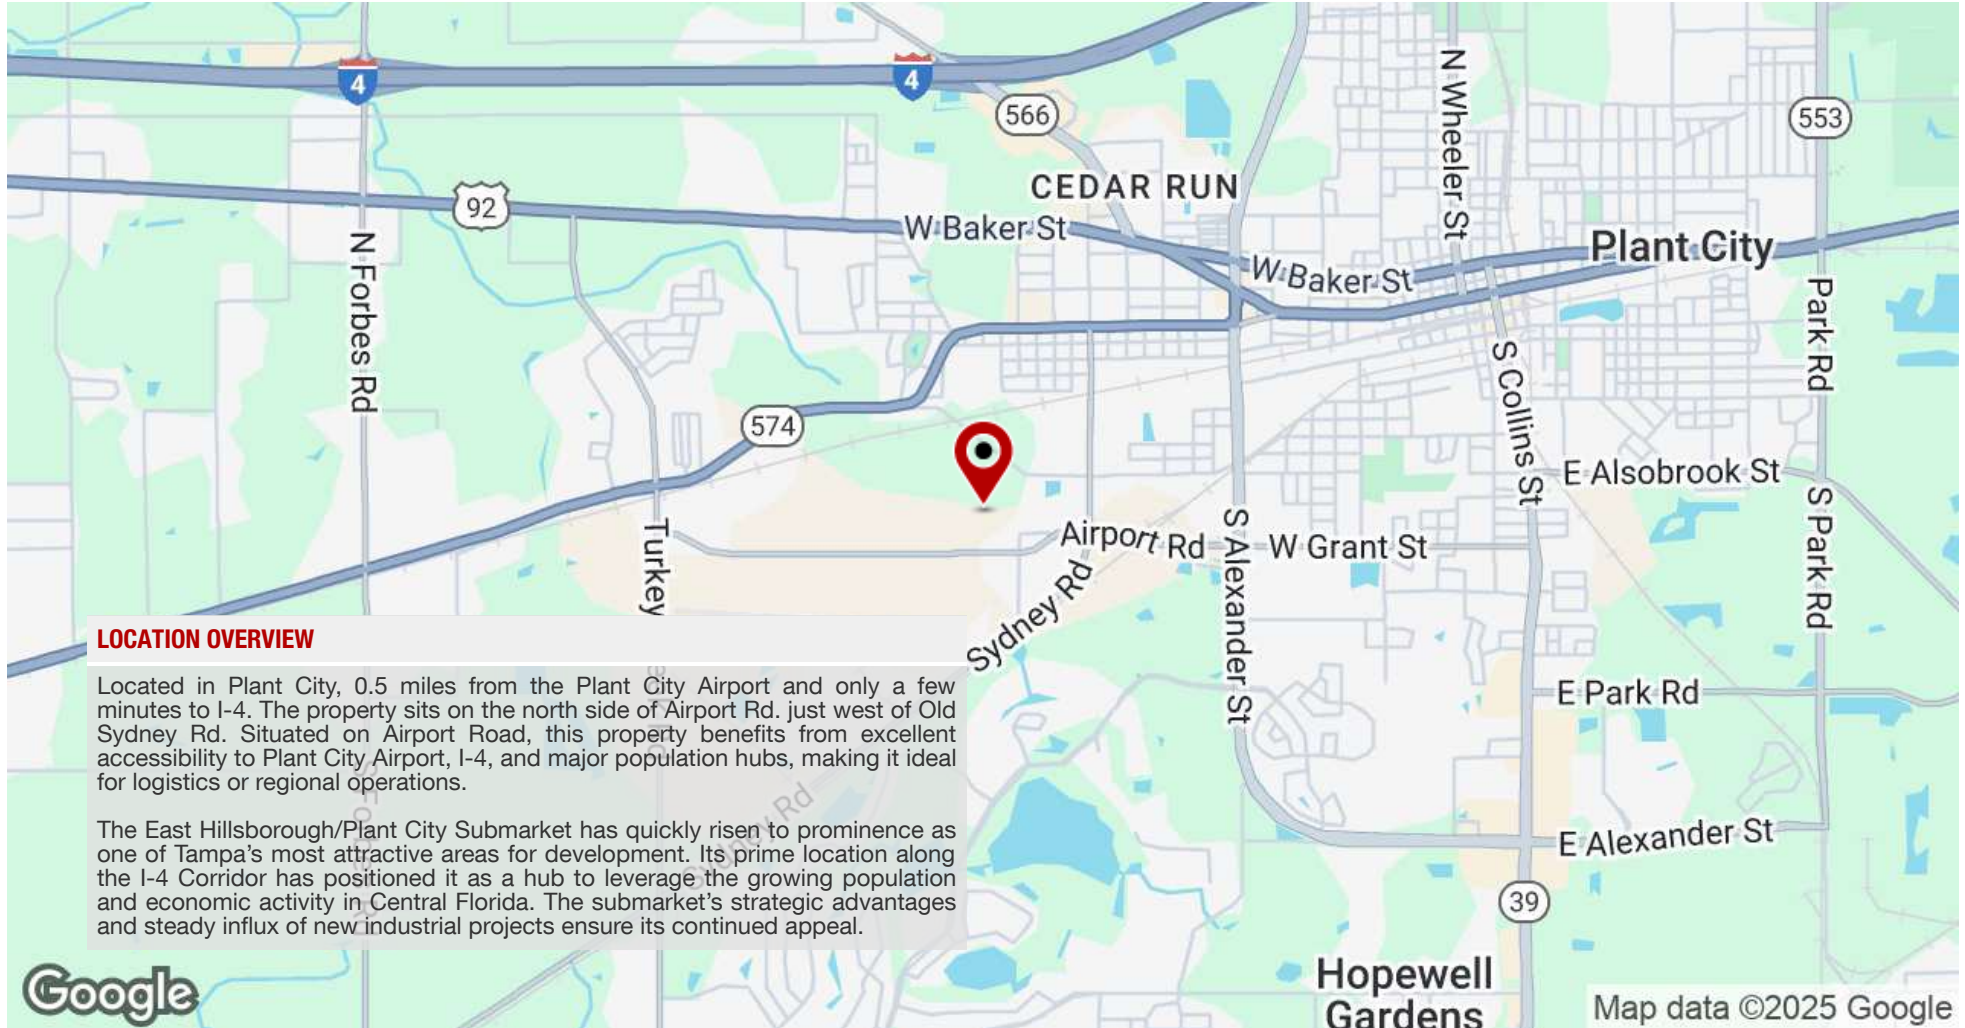 4
4
566
553
CEDAR RUN
92
W Baker St
W Baker St
Plant City
N Wheeler St
N Forbes Rd
Park Rd
574
S Collins St
E Alsobrook St
S Park Rd
Airport Rd
W Grant St
S Alexander St
Turkey
Sydney Rd
LOCATION OVERVIEW
Located in Plant City, 0.5 miles from the Plant City Airport and only a few
minutes to I-4. The property sits on the north side of Airport Rd. just west of Old
Sydney Rd. Situated on Airport Road, this property benefits from excellent
accessibility to Plant City Airport, I-4, and major population hubs, making it ideal
for logistics or regional operations.
The East Hillsborough/Plant City Submarket has quickly risen to prominence as
one of Tampa's most attractive areas for development. Its prime location along
the I-4 Corridor has positioned it as a hub to leverage the growing population
and economic activity in Central Florida. The submarket's strategic advantages
and steady influx of new industrial projects ensure its continued appeal.
S Forbes Rd
Sydney Rd
E Park Rd
E Alexander St
39
Hopewell
Gardens
Google
Map data ©2025 Google